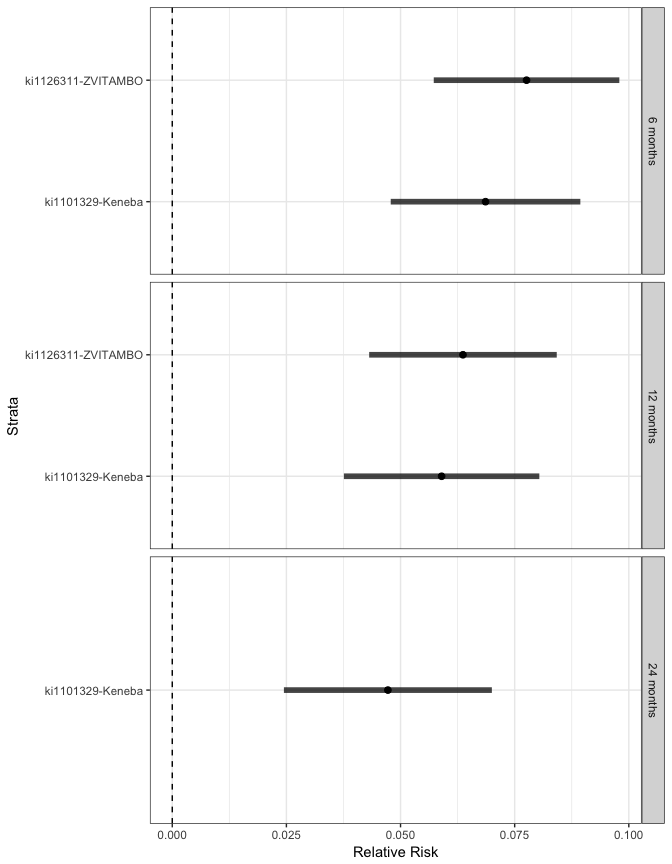 ki1126311-ZVITAMBO
ki1101329-Keneba
6 months
ki1126311-ZVITAMBO
ki1101329-Keneba
12 months
Strata
ki1101329-Keneba
24 months
0.000 0.025 0.050 0.075 0.100
Relative Risk